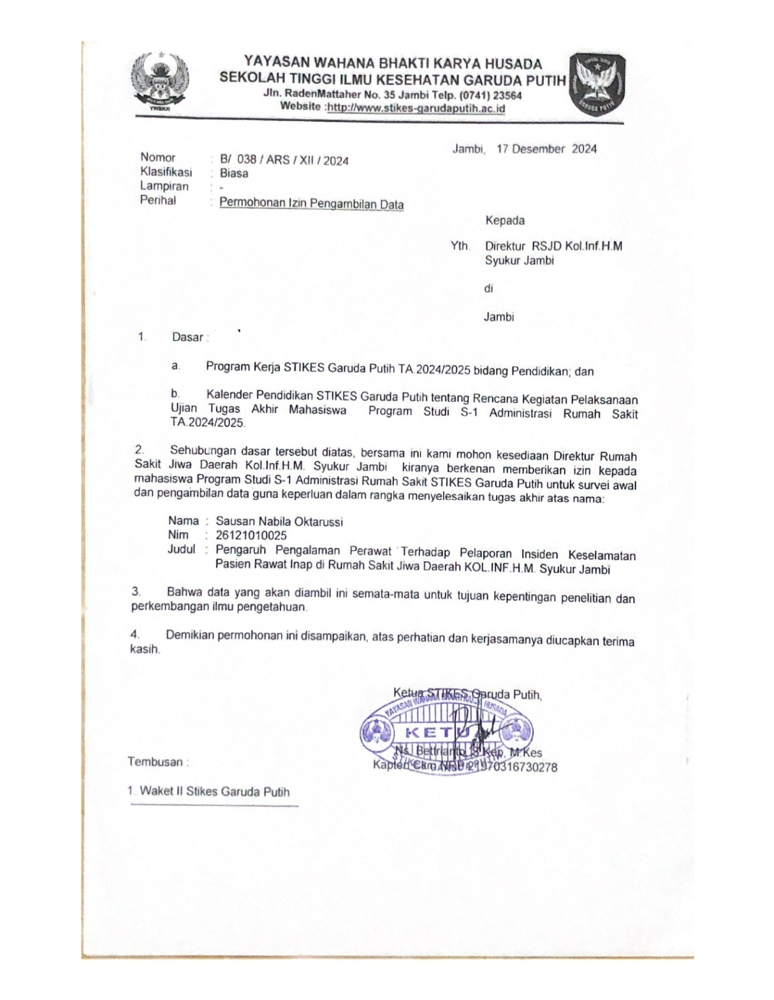 YAYASAN WAHANA BHAKTI KARYA HUSADA
SEKOLAH TINGGI ILMU KESEHATAN GARUDA PUTIH
Jln. RadenMattaher No. 35 Jambi Telp. (0741) 23564
Website :http://www.stikes-garudaputih.ac.id
YWBKH
GARUDA PUTIH
Jambi, 17 Desember 2024
Nomor : B/ 038 / ARS / XII / 2024
Klasifikasi : Biasa
Lampiran : -
Perihal : Permohonan Izin Pengambilan Data
Kepada
Yth. Direktur RSJD Kol.Inf.H.M
Syukur Jambi
di
Jambi
1. Dasar :
a. Program Kerja STIKES Garuda Putih TA.2024/2025 bidang Pendidikan; dan
b. Kalender Pendidikan STIKES Garuda Putih tentang Rencana Kegiatan Pelaksanaan
Ujian Tugas Akhir Mahasiswa Program Studi S-1 Administrasi Rumah Sakit
TA.2024/2025.
2. Sehubungan dasar tersebut diatas, bersama ini kami mohon kesediaan Direktur Rumah
Sakit Jiwa Daerah Kol.Inf.H.M. Syukur Jambi kiranya berkenan memberikan izin kepada
mahasiswa Program Studi S-1 Administrasi Rumah Sakit STIKES Garuda Putih untuk survei awal
dan pengambilan data guna keperluan dalam rangka menyelesaikan tugas akhir atas nama:
Nama : Sausan Nabila Oktarussi
Nim : 26121010025
Judul : Pengaruh Pengalaman Perawat Terhadap Pelaporan Insiden Keselamatan
Pasien Rawat Inap di Rumah Sakit Jiwa Daerah KOL.INF.H.M. Syukur Jambi
3. Bahwa data yang akan diambil ini semata-mata untuk tujuan kepentingan penelitian dan
perkembangan ilmu pengetahuan.
4. Demikian permohonan ini disampaikan, atas perhatian dan kerjasamanya diucapkan terima
kasih.
Ketua STIKES Garuda Putih,
YAYASAN WAHANA BHAKTI HUSADA
KETU
Ns. Bettrianto, S.Kep, M.Kes
Kapten Ckm NRP 21970316730278
Tembusan :
1. Waket II Stikes Garuda Putih